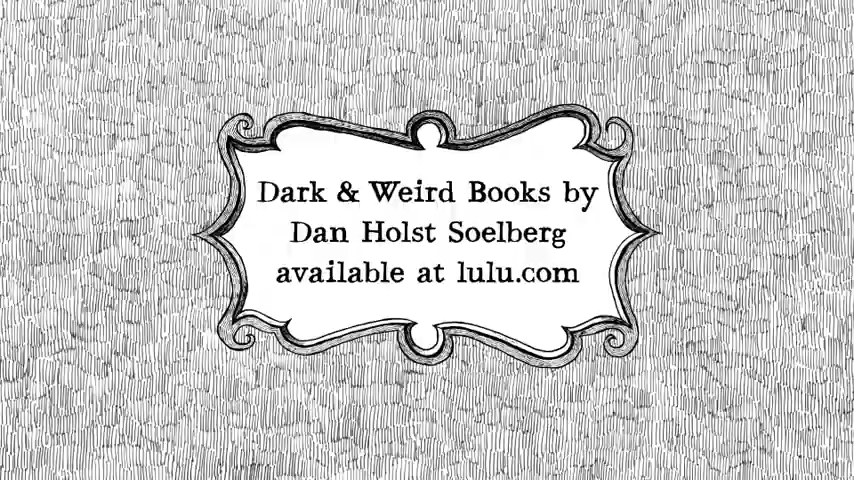 Dark & Weird Books by
Dan Holst Soelberg
available at lulu.com